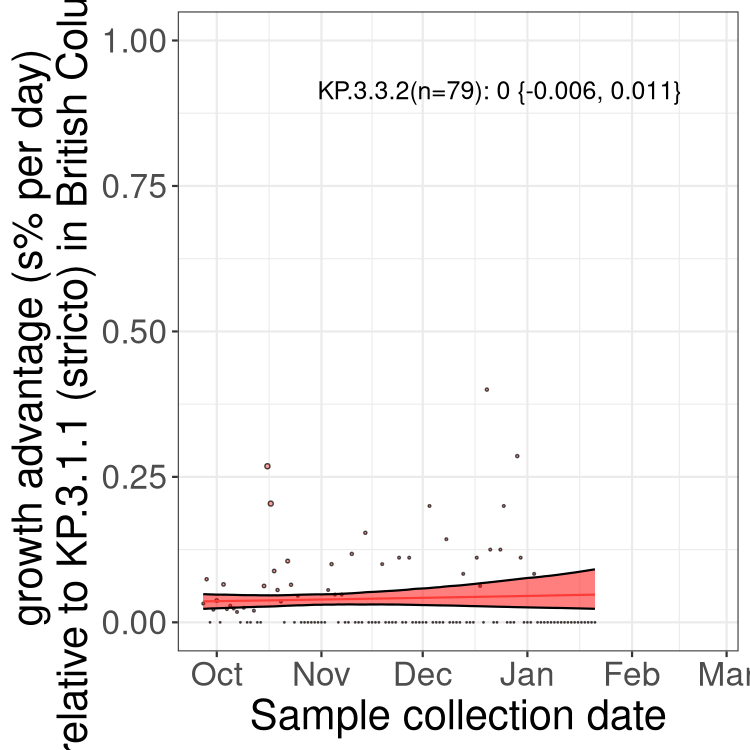 growth advantage (s% per day)
relative to KP.3.1.1 (stricto) in British Colu
1.00
0.75
0.50
0.25
0.00
KP.3.3.2(n=79): 0 {-0.006, 0.011}
Oct Nov Dec Jan Feb Mar
Sample collection date